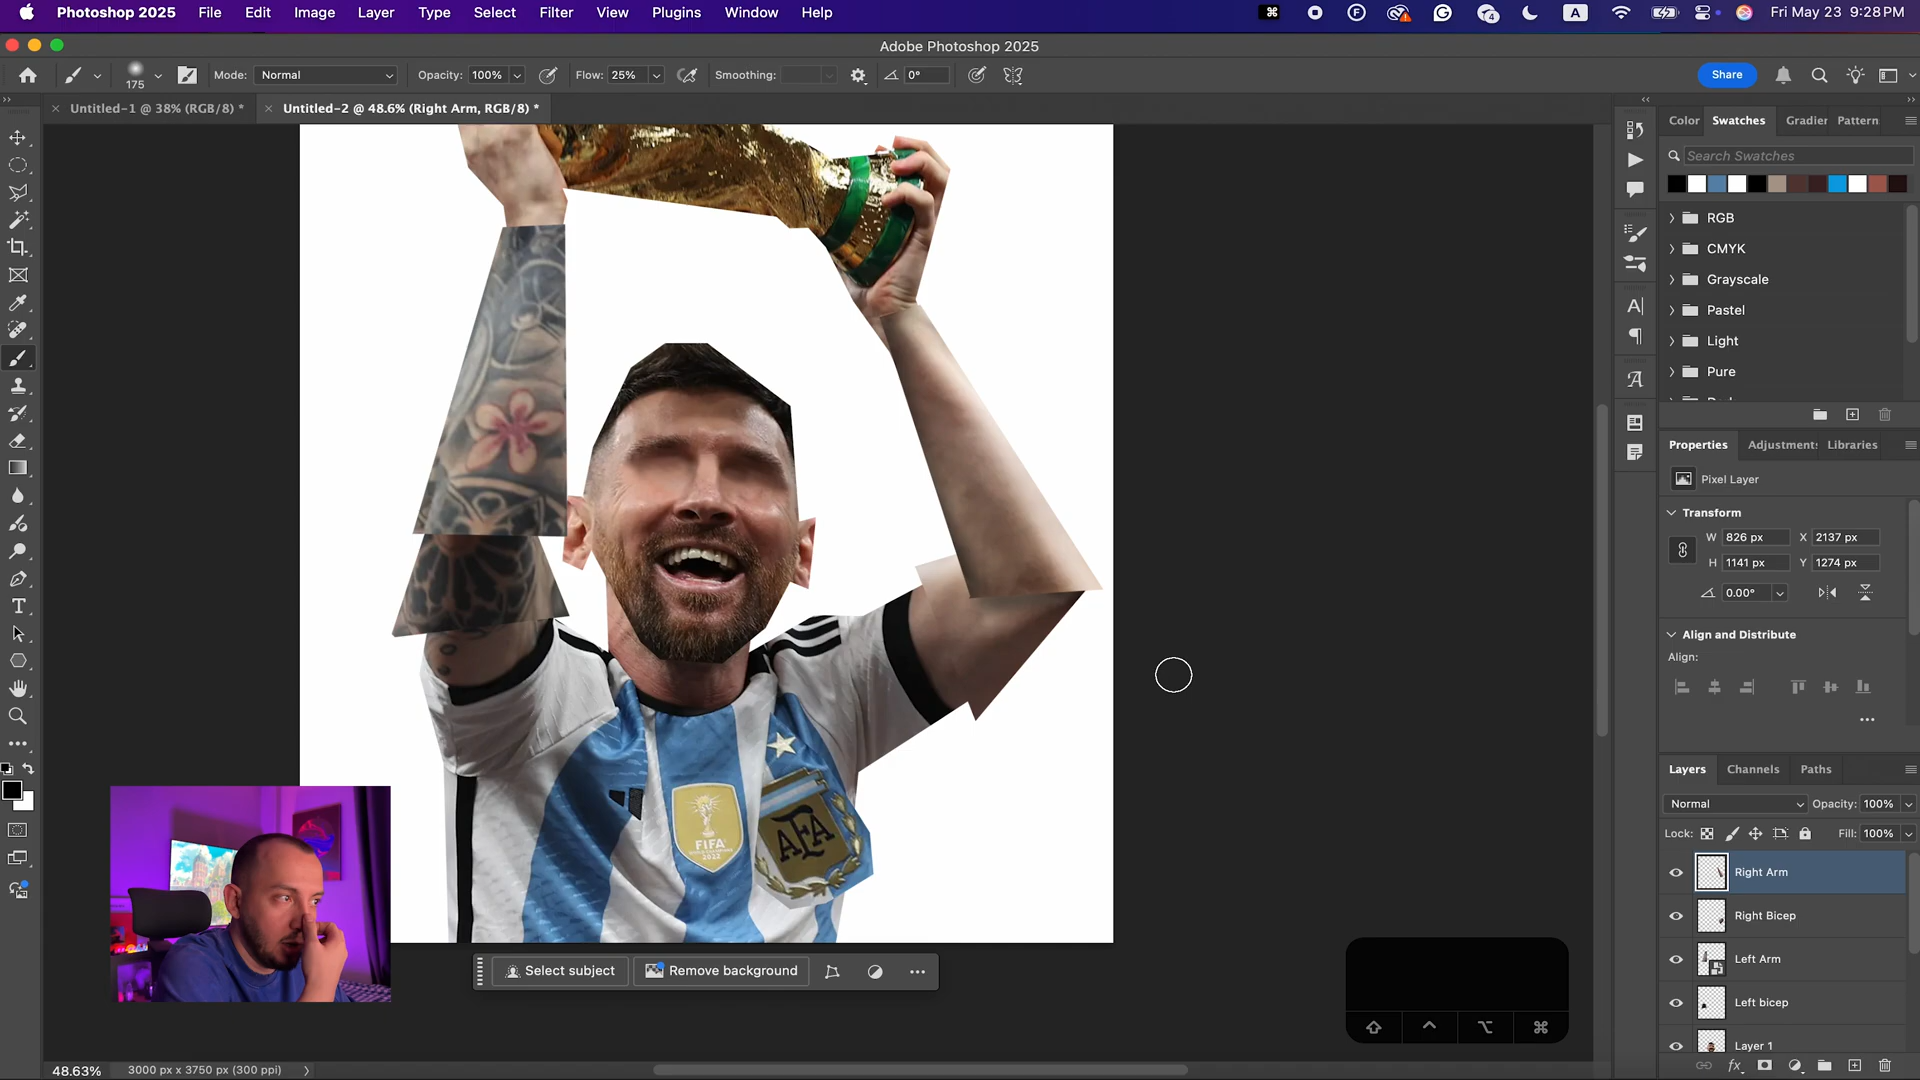 Photoshop 2025 File Edit Image Layer Type Select Filter View Plugins Window Help
4 A Fri May 23 9:28 PM
Adobe Photoshop 2025
175 Mode: Normal Opacity: 100% Flow: 25% Smoothing: 0° Share
Untitled-1 @ 38% (RGB/8) *
Untitled-2 @ 48.6% (Right Arm, RGB/8) *
Color Swatches Gradier Pattern
Search Swatches
RGB
CMYK
Grayscale
Pastel
Light
Pure
Properties Adjustment: Libraries
Pixel Layer
Transform
W 826 px X 2137 px
H 1141 px Y 1274 px
0.00°
Align and Distribute
Align:
Layers Channels Paths
Normal Opacity: 100%
Lock: Fill: 100%
Right Arm
Right Bicep
Left Arm
Left bicep
Layer 1
FIFA
2022
AFA
Select subject Remove background
48.63% 3000 px x 3750 px (300 ppi)